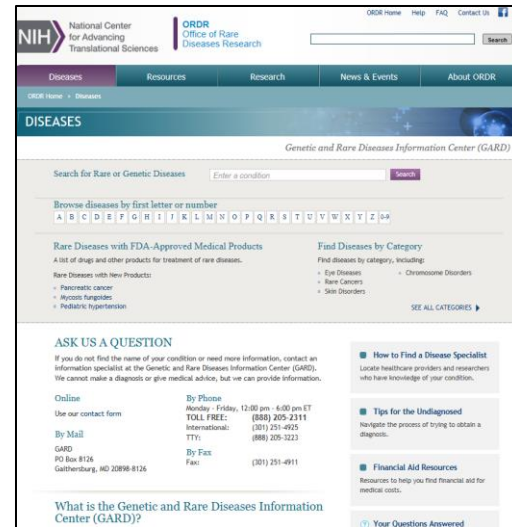 ORDR Home Help FAQ Contact Us
NIH National Center for Advancing Translational Sciences
ORDR Office of Rare Diseases Research
Search
Diseases Resources Research News & Events About ORDR
ORDR Home » Diseases
DISEASES
Genetic and Rare Diseases Information Center (GARD)
Search for Rare or Genetic Diseases Enter a condition Search
Browse diseases by first letter or number
A B C D E F G H I J K L M N O P Q R S T U V W X Y Z 0-9
Rare Diseases with FDA-Approved Medical Products
A list of drugs and other products for treatment of rare diseases.
Rare Diseases with New Products:
Pancreatic cancer
Mycosis fungoides
Pediatric hypertension
Find Diseases by Category
Find diseases by category, including:
Eye Diseases
Rare Cancers
Skin Disorders
Chromosome Disorders
SEE ALL CATEGORIES
ASK US A QUESTION
If you do not find the name of your condition or need more information, contact an
information specialist at the Genetic and Rare Diseases Information Center (GARD).
We cannot make a diagnosis or give medical advice, but we can provide information.
Online
Use our contact form
By Mail
GARD
PO Box 8126
Gaithersburg, MD 20898-8126
By Phone
Monday - Friday, 12:00 pm - 6:00 pm ET
TOLL FREE: (888) 205-2311
International: (301) 251-4925
TTY: (888) 205-3223
By Fax
Fax: (301) 251-4911
What is the Genetic and Rare Diseases Information
Center (GARD)?
How to Find a Disease Specialist
Locate healthcare providers and researchers
who have knowledge of your condition.
Tips for the Undiagnosed
Navigate the process of trying to obtain a
diagnosis.
Financial Aid Resources
Resources to help you find financial aid for
medical costs.
Your Questions Answered